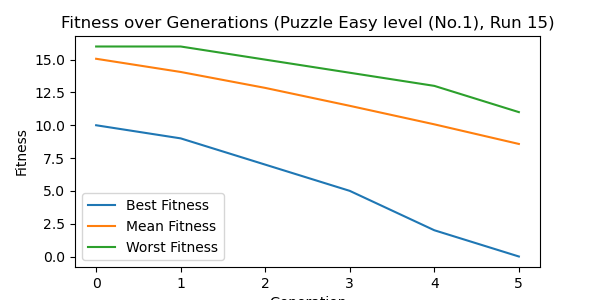 Fitness over Generations (Puzzle Easy level (No.1), Run 15)
Fitness
15.0
12.5
10.0
7.5
5.0
2.5
0.0
Best Fitness
Mean Fitness
Worst Fitness
0 1 2 3 4 5
Generation